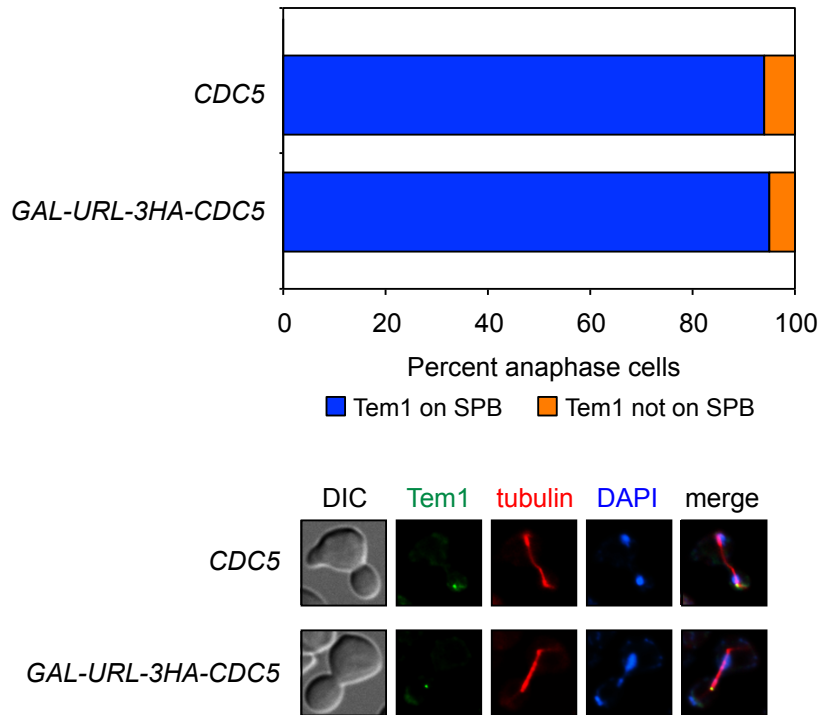 CDC5
GAL-URL-3HA-CDC5
0 20 40 60 80 100
Percent anaphase cells
Tem1 on SPB Tem1 not on SPB
DIC Tem1 tubulin DAPI merge
CDC5
GAL-URL-3HA-CDC5